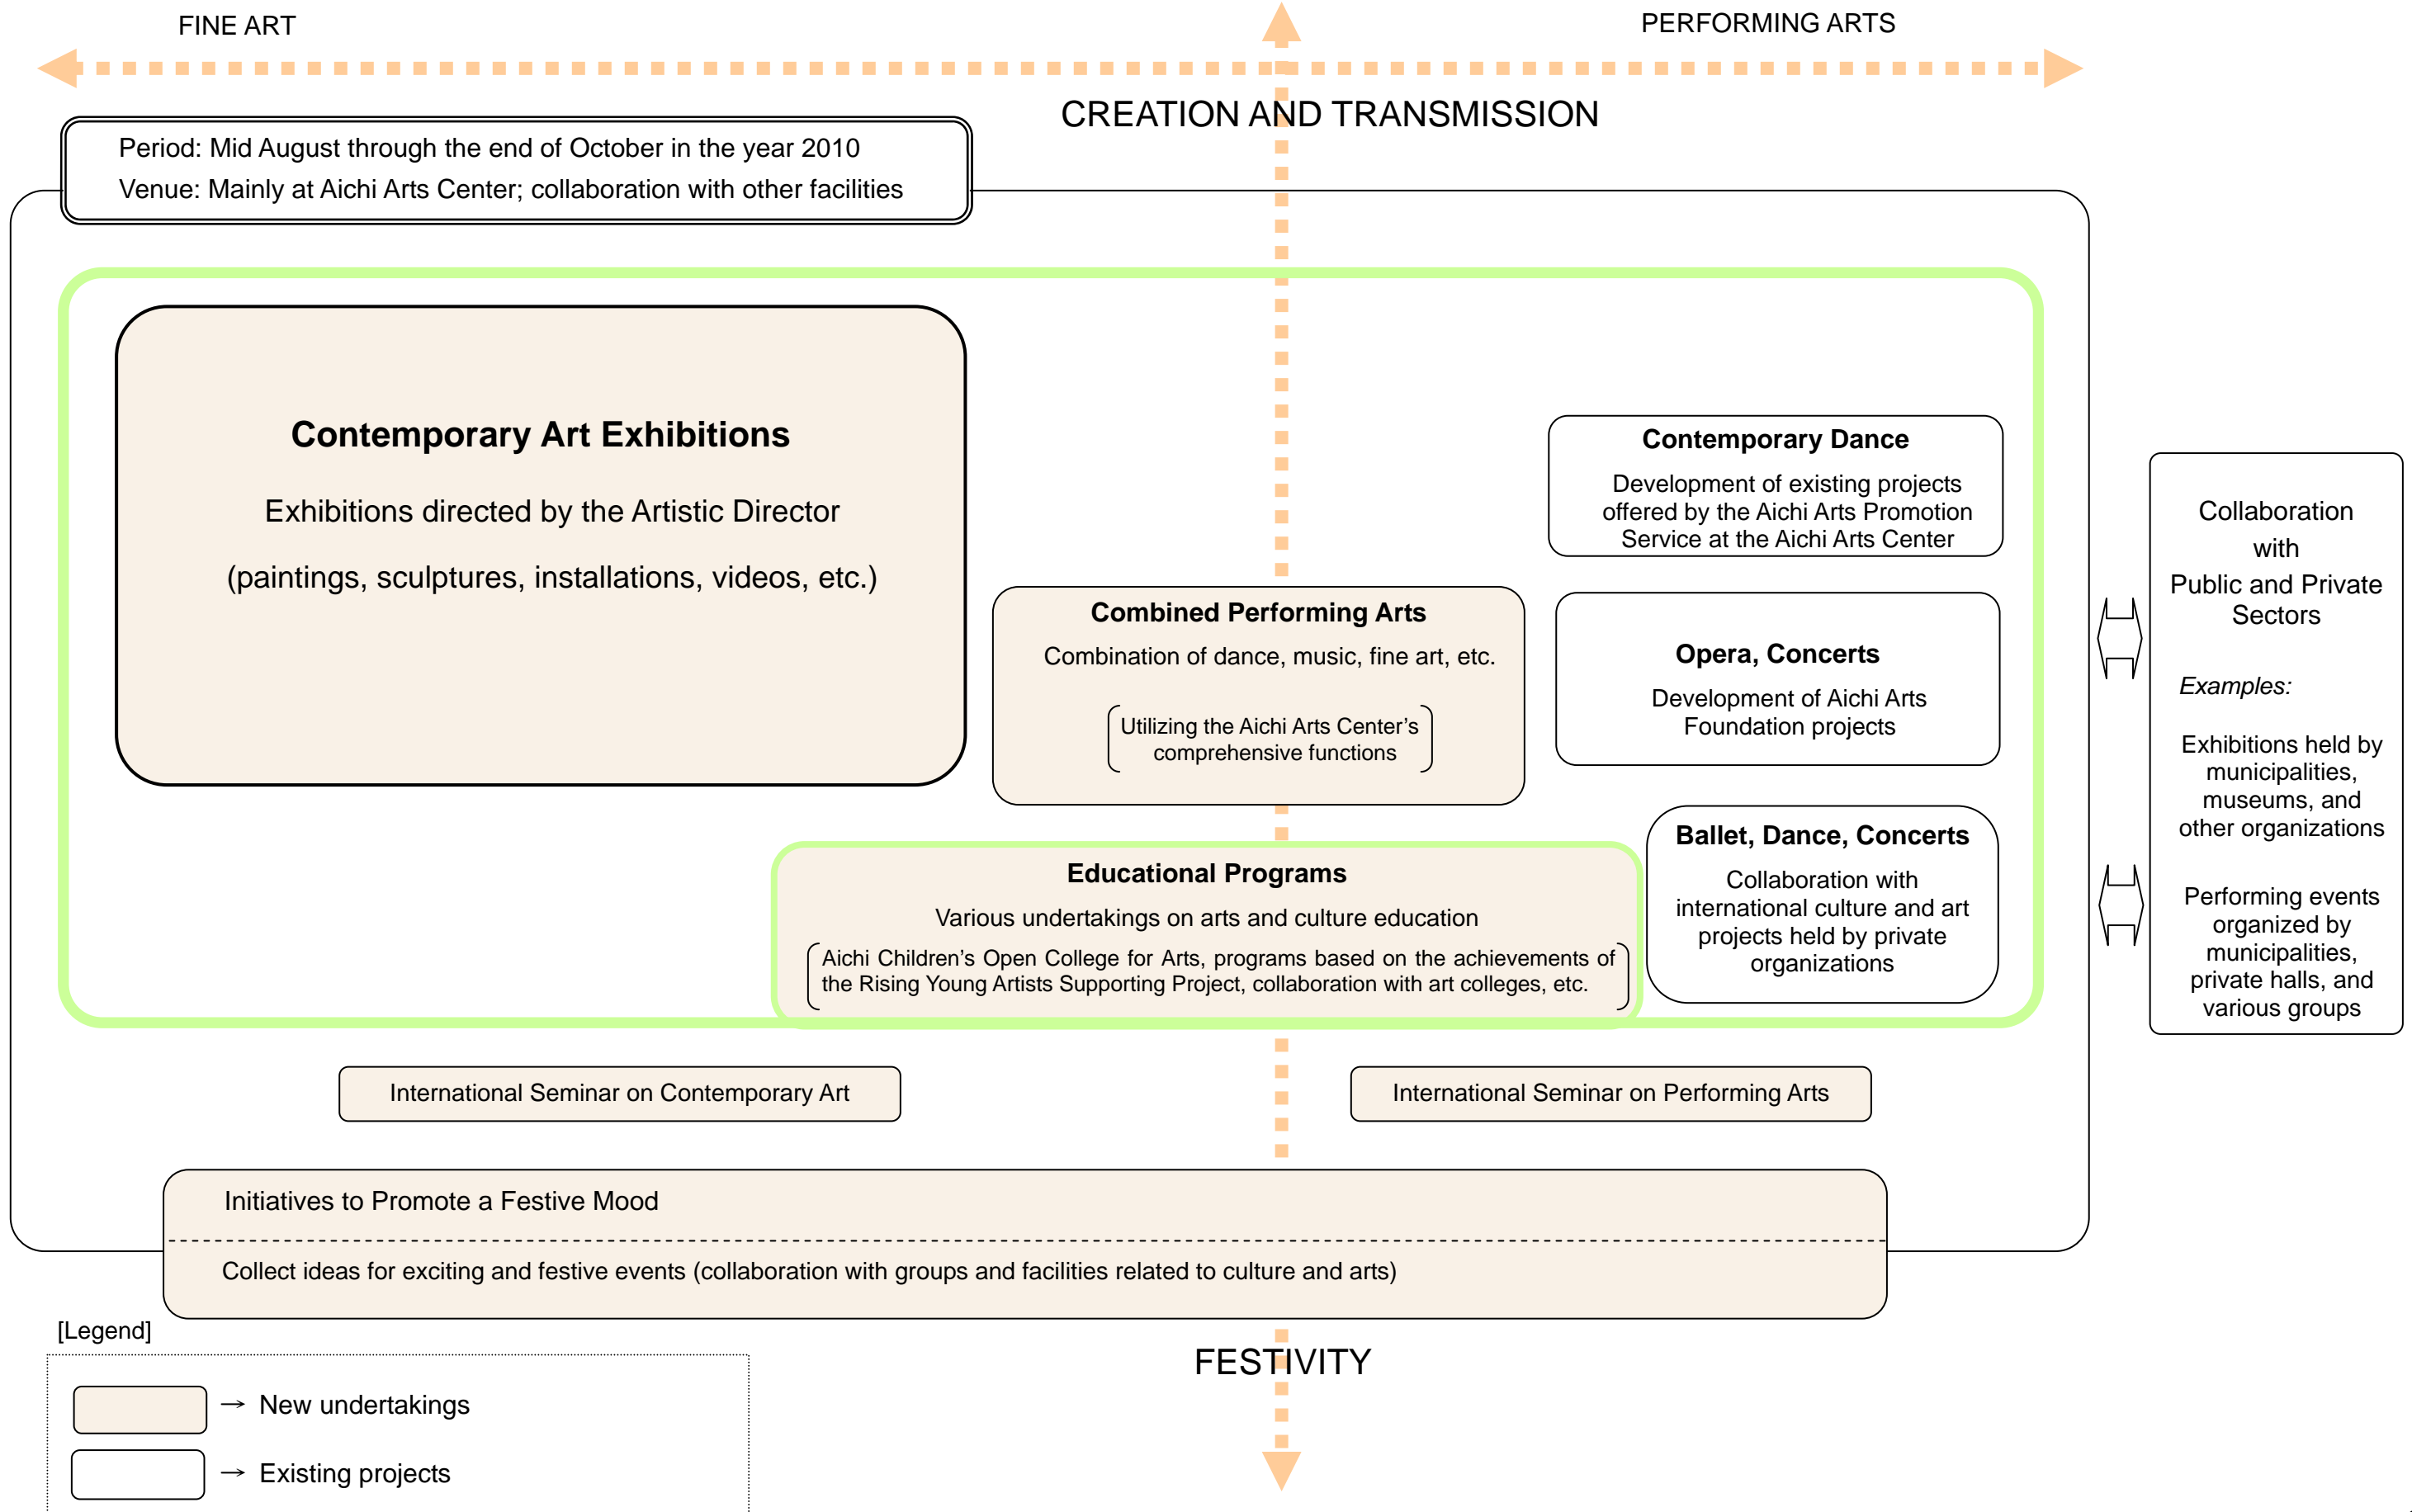 FINE ART
PERFORMING ARTS
CREATION AND TRANSMISSION
Period: Mid August through the end of October in the year 2010
Venue: Mainly at Aichi Arts Center; collaboration with other facilities
Contemporary Art Exhibitions
Exhibitions directed by the Artistic Director
(paintings, sculptures, installations, videos, etc.)
Contemporary Dance
Development of existing projects
offered by the Aichi Arts Promotion
Service at the Aichi Arts Center
Combined Performing Arts
Combination of dance, music, fine art, etc.
Utilizing the Aichi Arts Center’s
comprehensive functions
Opera, Concerts
Development of Aichi Arts
Foundation projects
Ballet, Dance, Concerts
Collaboration with
international culture and art
projects held by private
organizations
Educational Programs
Various undertakings on arts and culture education
Aichi Children’s Open College for Arts, programs based on the achievements of
the Rising Young Artists Supporting Project, collaboration with art colleges, etc.
Collaboration
with
Public and Private
Sectors
Examples:
Exhibitions held by
municipalities,
museums, and
other organizations
Performing events
organized by
municipalities,
private halls, and
various groups
International Seminar on Contemporary Art
International Seminar on Performing Arts
Initiatives to Promote a Festive Mood
Collect ideas for exciting and festive events (collaboration with groups and facilities related to culture and arts)
FESTIVITY
[Legend]
→ New undertakings
→ Existing projects